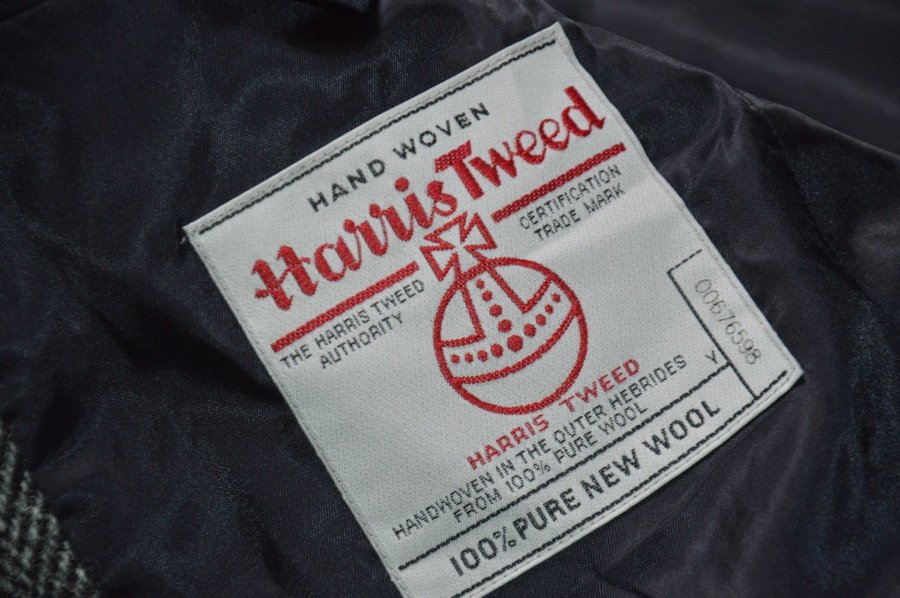 HAND WOVEN
Harris Tweed
CERTIFICATION
TRADE MARK
THE HARRIS TWEED
AUTHORITY
00676598
Y
HARRIS TWEED
HANDWOVEN IN THE OUTER HEBRIDES
FROM 100% PURE WOOL
100% PURE NEW WOOL